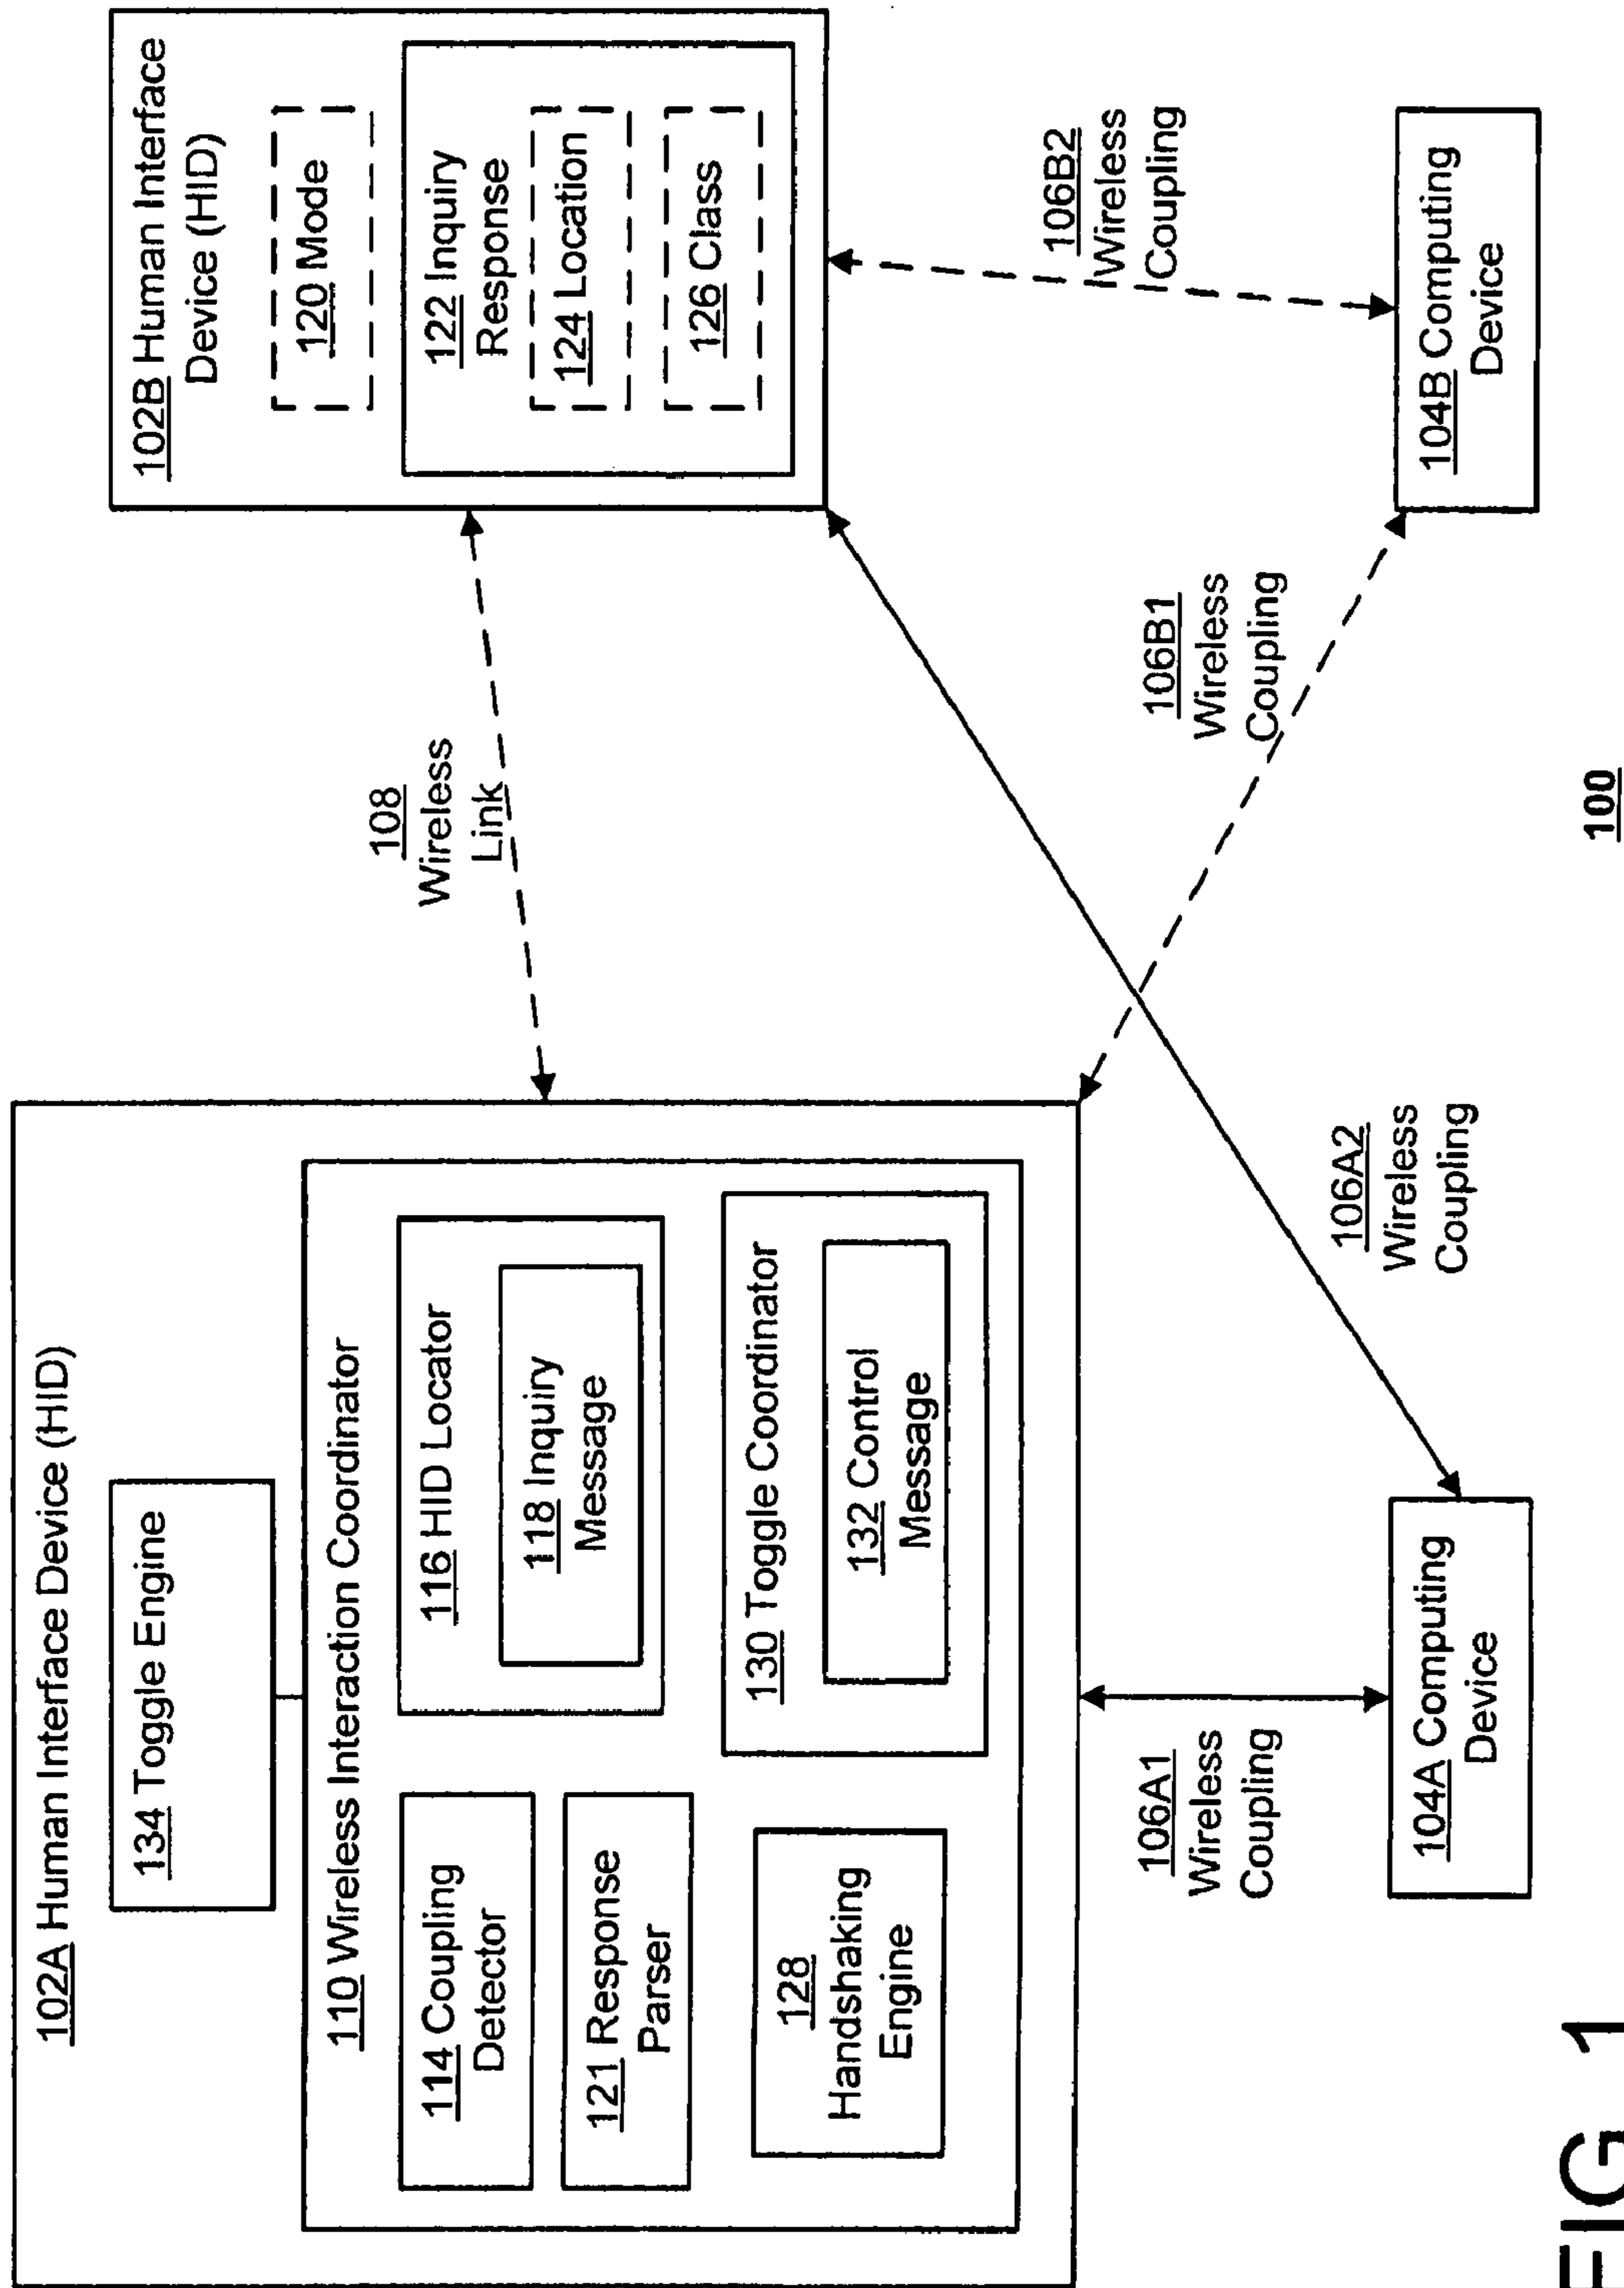 102A Human Interface Device (HID)
134 Toggle Engine
110 Wireless Interaction Coordinator
114 Coupling
Detector
121 Response
Parser
128
Handshaking
Engine
116 HID Locator
118 Inquiry
Message
130 Toggle Coordinator
132 Control
Message
108
Wireless
Link
102B Human Interface
Device (HID)
120 Mode
122 Inquiry
Response
124 Location
126 Class
106A1
Wireless
Coupling
106A2
Wireless
Coupling
106B1
Wireless
Coupling
106B2
Wireless
Coupling
104A Computing
Device
104B Computing
Device
100
FIG 1